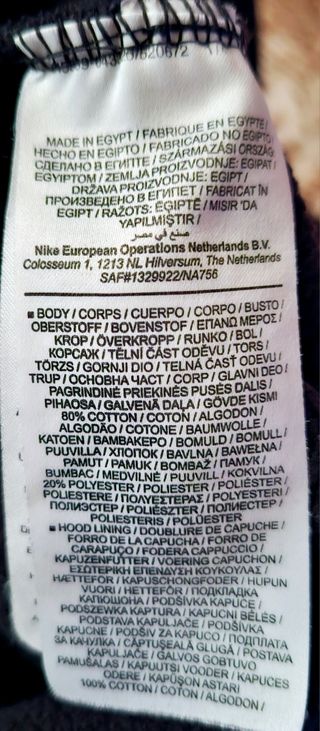 MADE IN EGYPT / FABRIQUE EN EGYPTE /
HECHO EN EGIPTO / FABRICADO NO EGIPTO /
СДЕЛАНО В ЕГИПТЕ / SZÁRMAZÁSI ORSZÁG:
EGYIPTOM / ZEMLJA PROIZVODNJE: EGIPAT /
DRŽAVA PROIZVODNJE: EGIPT /
ПРОИЗВЕДЕНО В ЕГИПЕТ / FABRICAT ÎN
EGIPT / RAŽOTS: ĒĢIPTĒ / MISIR 'DA
YAPILMIŞTIR /
صنع في مصر
Nike European Operations Netherlands B.V.
Colosseum 1, 1213 NL Hilversum, The Netherlands
SAF#1329922/NA756
■ BODY / CORPS / CUERPO / CORPO / BUSTO /
OBERSTOFF / BOVENSTOF / ΕΠΑΝΩ ΜΕΡΟΣ /
KROP / ÖVERKROPP / RUNKO / BOL /
КОРСАЖ / TĚLNÍ ČÁST ODĚVU / TORS /
TÖRZS / GORNJI DIO / TELNÁ ČASŤ ODEVU /
TRUP / ОСНОВНА ЧАСТ / CORP / GLAVNI DEO /
PAGRINDINĖ PRIEKINĖS PUSĖS DALIS /
PIHAOSA / GALVENĀ DAĻA / GÖVDE KISMI
80% COTTON / COTON / ALGODON /
ALGODÃO / COTONE / BAUMWOLLE /
KATOEN / ΒΑΜΒΑΚΕΡΟ / BOMULD / BOMULL /
PUUVILLA / ХЛОПОК / BAVLNA / BAWEŁNA /
PAMUT / PAMUK / BOMBAŽ / ПАМУК /
BUMBAC / MEDVILNĖ / PUUVILL / KOKVILNA
20% POLYESTER / POLIESTER / POLIÉSTER /
POLIESTERE / ΠΟΛΥΕΣΤΕΡΑΣ / POLYESTERI /
ПОЛИЭСТЕР / POLIÉSZTER / ПОЛИЕСТЕР /
POLIESTERIS / POLÜESTER
■ HOOD LINING / DOUBLURE DE CAPUCHE /
FORRO DE LA CAPUCHA / FORRO DE
CARAPUÇO / FODERA CAPPUCCIO /
KAPUZENFUTTER / VOERING CAPUCHON /
ΕΣΩΤΕΡΙΚΗ ΕΠΕΝΔΥΣΗ ΚΟΥΚΟΥΛΑΣ /
HÆTTEFOR / KAPUSCHONGFODER / HUPUN
VUORI / HETTEFÔR / ПОДКЛАДКА
КАПЮШОНА / PODŠÍVKA KAPUCE /
PODSZEWKA KAPTURA / KAPUCNI BÉLÉS /
PODSTAVA KAPULJAČE / PODŠÍVKA
KAPUCNE / PODŠIV ZA KAPUCO / ПОДПЛАТА
ЗА КАЧУЛКА / CĂPTUŞEALĂ GLUGĂ / POSTAVA
KAPULJAČE / GALVOS GOBTUVO
PAMUŠALAS / KAPUUTSI VOODER / KAPUCES
ODERE / KAPÜŞON ASTARI
100% COTTON / COTON / ALGODON /